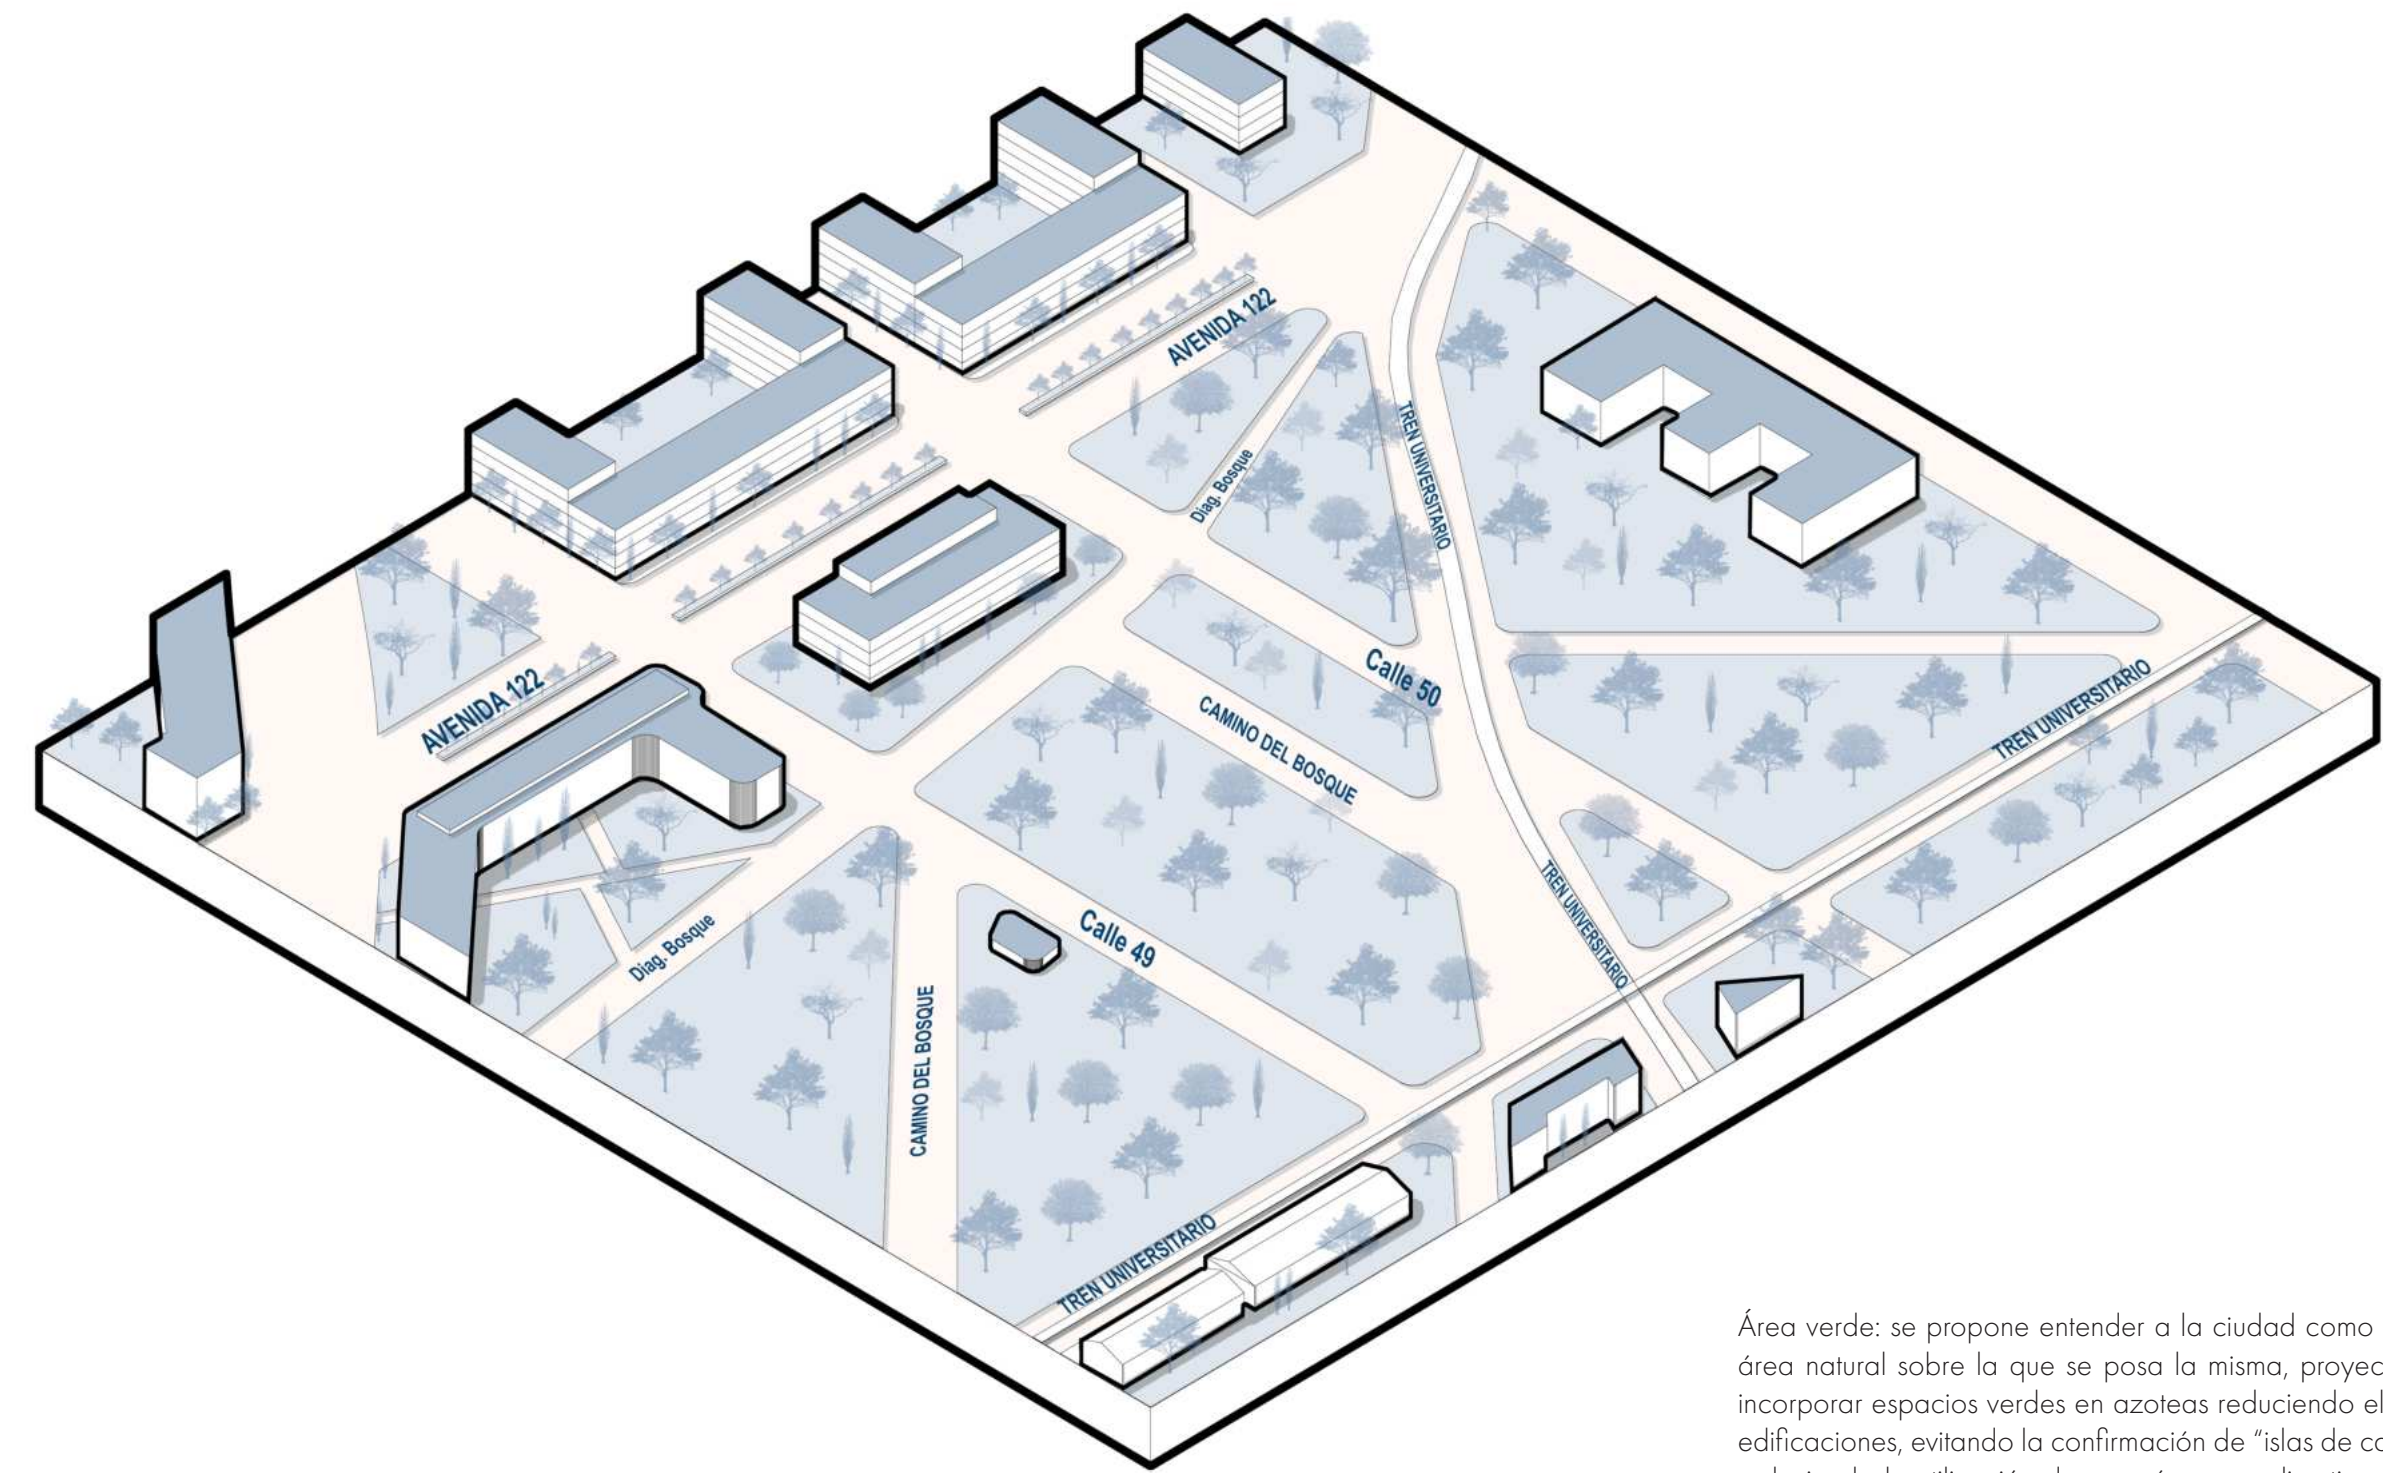 AVENIDA 122
Diag. Bosque
TREN UNIVERSITARIO
AVENIDA 122
Calle 50
CAMINO DEL BOSQUE
TREN UNIVERSITARIO
Diag. Bosque
Calle 49
TREN UNIVERSITARIO
CAMINO DEL BOSQUE
TREN UNIVERSITARIO
Área verde: se propone entender a la ciudad como
área natural sobre la que se posa la misma, proyec
incorporar espacios verdes en azoteas reduciendo el
edificaciones, evitando la confirmación de "islas de ca